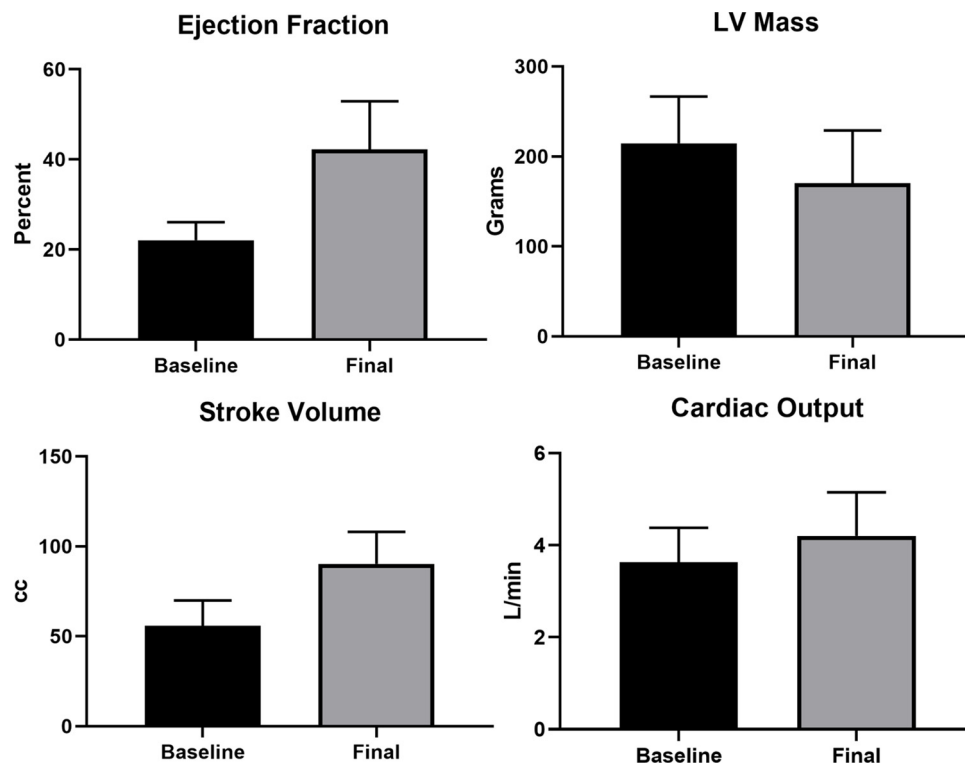 Ejection Fraction
Percent
60
40
20
0
Baseline Final
LV Mass
Grams
300
200
100
0
Baseline Final
Stroke Volume
cc
150
100
50
0
Baseline Final
Cardiac Output
L/min
6
4
2
0
Baseline Final